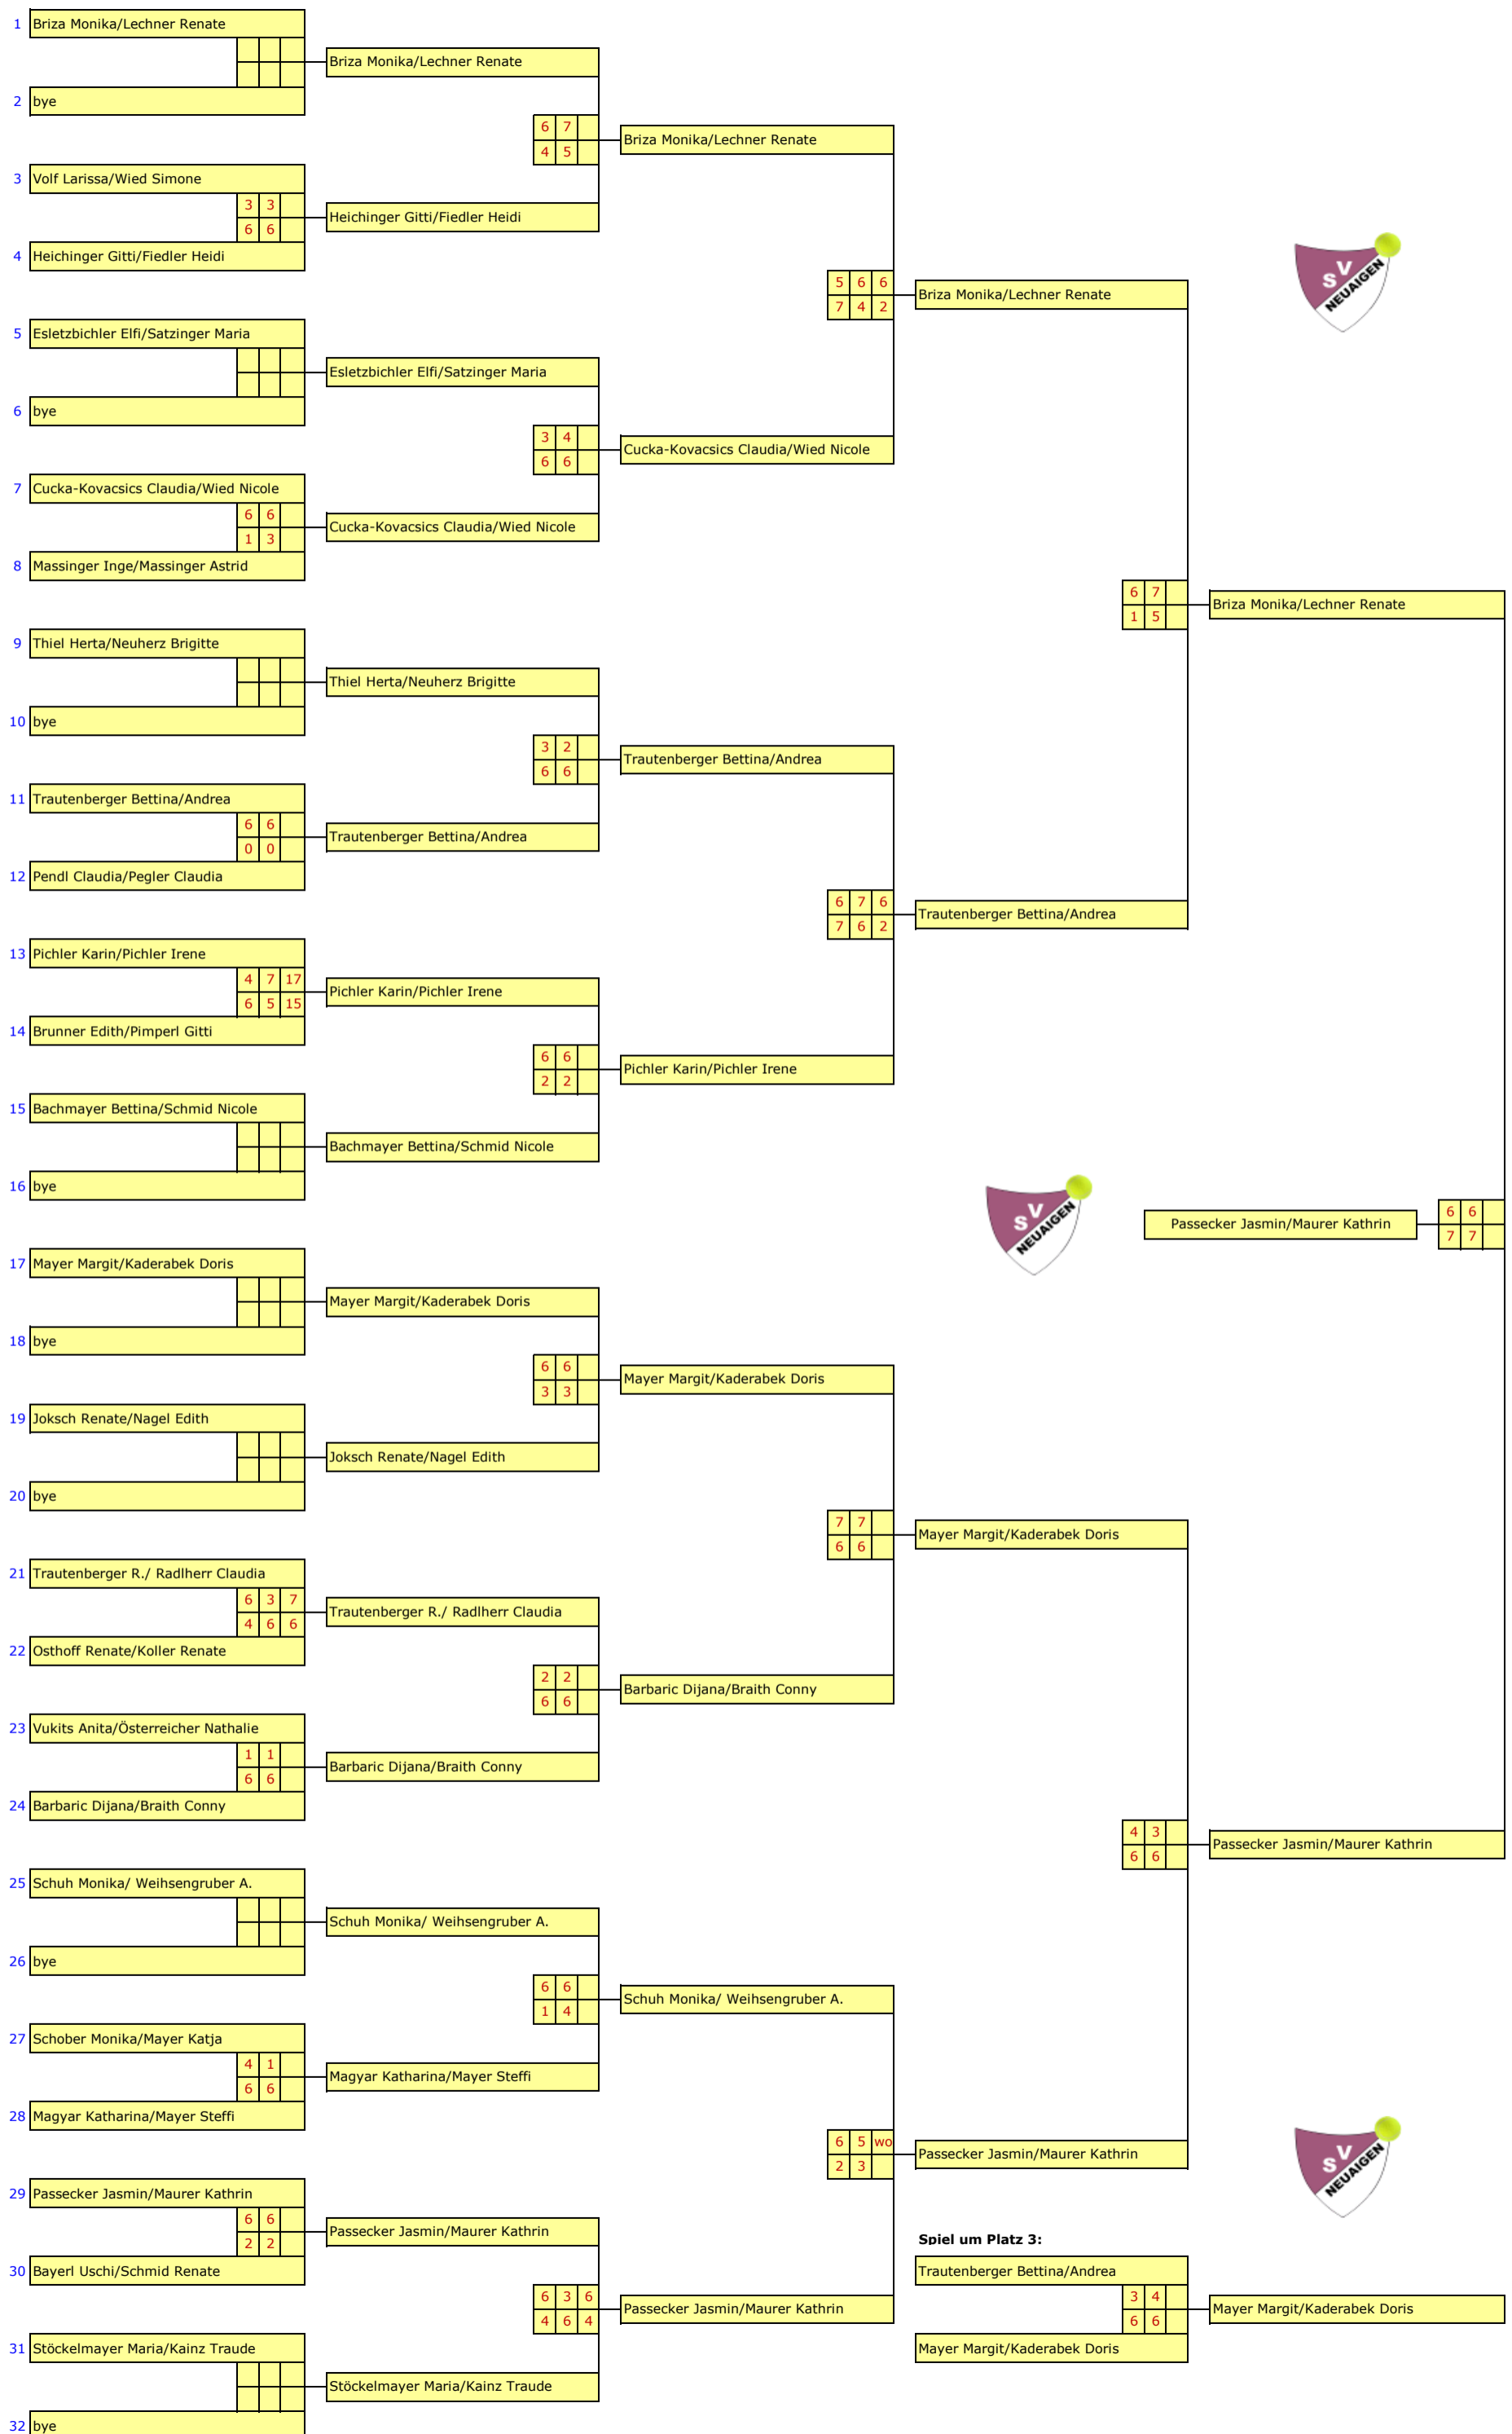 1 Briza Monika/Lechner Renate
Briza Monika/Lechner Renate
2 bye
6 7
4 5
Briza Monika/Lechner Renate
3 Volf Larissa/Wied Simone
3 3
6 6
Heichinger Gitti/Fiedler Heidi
4 Heichinger Gitti/Fiedler Heidi
5 6 6
7 4 2
Briza Monika/Lechner Renate
SV NEUAIGEN
5 Esletzbichler Elfi/Satzinger Maria
Esletzbichler Elfi/Satzinger Maria
6 bye
3 4
6 6
Cucka-Kovacsics Claudia/Wied Nicole
7 Cucka-Kovacsics Claudia/Wied Nicole
6 6
1 3
Cucka-Kovacsics Claudia/Wied Nicole
8 Massinger Inge/Massinger Astrid
6 7
1 5
Briza Monika/Lechner Renate
9 Thiel Herta/Neuherz Brigitte
Thiel Herta/Neuherz Brigitte
10 bye
3 2
6 6
Trautenberger Bettina/Andrea
11 Trautenberger Bettina/Andrea
6 6
0 0
Trautenberger Bettina/Andrea
12 Pendl Claudia/Pegler Claudia
6 7 6
7 6 2
Trautenberger Bettina/Andrea
13 Pichler Karin/Pichler Irene
4 7 17
6 5 15
Pichler Karin/Pichler Irene
14 Brunner Edith/Pimperl Gitti
6 6
2 2
Pichler Karin/Pichler Irene
15 Bachmayer Bettina/Schmid Nicole
Bachmayer Bettina/Schmid Nicole
16 bye
SV NEUAIGEN
Passecker Jasmin/Maurer Kathrin
6 6
7 7
17 Mayer Margit/Kaderabek Doris
Mayer Margit/Kaderabek Doris
18 bye
6 6
3 3
Mayer Margit/Kaderabek Doris
19 Joksch Renate/Nagel Edith
Joksch Renate/Nagel Edith
20 bye
7 7
6 6
Mayer Margit/Kaderabek Doris
21 Trautenberger R./ Radlherr Claudia
6 3 7
4 6 6
Trautenberger R./ Radlherr Claudia
22 Osthoff Renate/Koller Renate
2 2
6 6
Barbaric Dijana/Braith Conny
23 Vukits Anita/Österreicher Nathalie
1 1
6 6
Barbaric Dijana/Braith Conny
24 Barbaric Dijana/Braith Conny
4 3
6 6
Passecker Jasmin/Maurer Kathrin
25 Schuh Monika/ Weihsengruber A.
Schuh Monika/ Weihsengruber A.
26 bye
6 6
1 4
Schuh Monika/ Weihsengruber A.
27 Schober Monika/Mayer Katja
4 1
6 6
Magyar Katharina/Mayer Steffi
28 Magyar Katharina/Mayer Steffi
6 5 wo
2 3
Passecker Jasmin/Maurer Kathrin
SV NEUAIGEN
29 Passecker Jasmin/Maurer Kathrin
6 6
2 2
Passecker Jasmin/Maurer Kathrin
30 Bayerl Uschi/Schmid Renate
6 3 6
4 6 4
Passecker Jasmin/Maurer Kathrin
31 Stöckelmayer Maria/Kainz Traude
Stöckelmayer Maria/Kainz Traude
32 bye
Spiel um Platz 3:
Trautenberger Bettina/Andrea
3 4
6 6
Mayer Margit/Kaderabek Doris
Mayer Margit/Kaderabek Doris